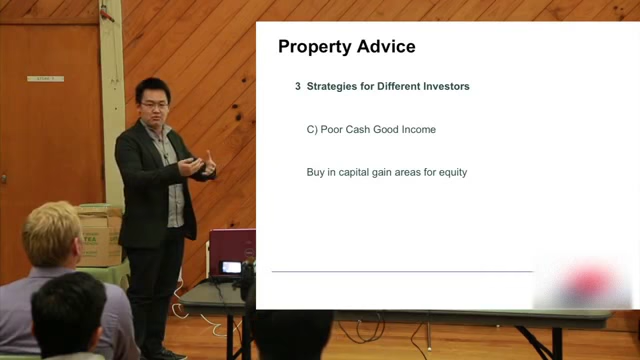 Property Advice
3 Strategies for Different Investors
C) Poor Cash Good Income
Buy in capital gain areas for equity